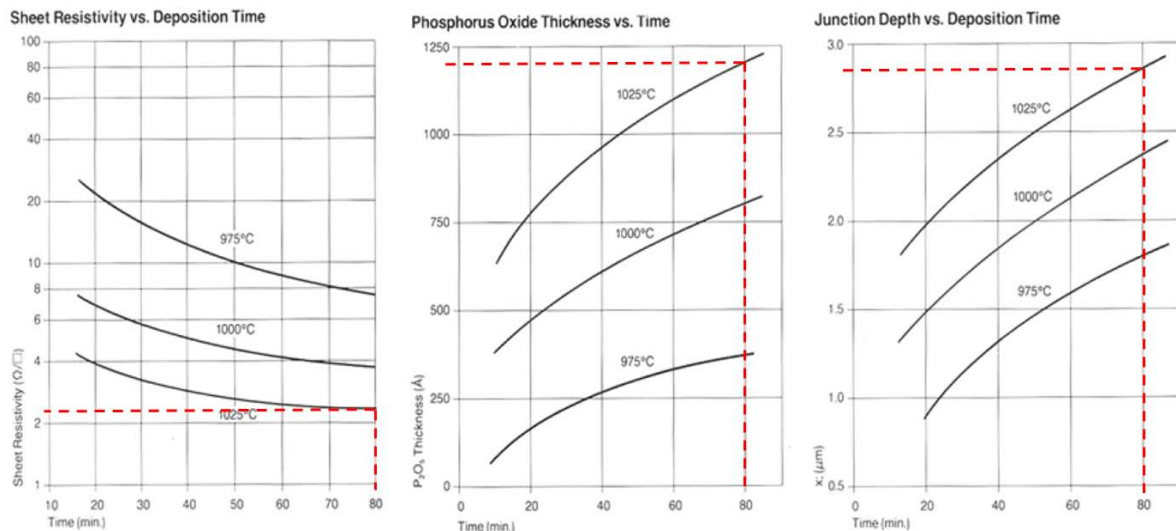 Sheet Resistivity vs. Deposition Time
100
80
60
40
20
10
8
6
4
2
1
Sheet Resistivity (Ω/□)
975°C
1000°C
1025°C
10 20 30 40 50 60 70 80
Time (min.)
Phosphorus Oxide Thickness vs. Time
1250
1000
750
500
250
0
P₂O₅ Thickness (Å)
1025°C
1000°C
975°C
0 20 40 60 80
Time (min.)
Junction Depth vs. Deposition Time
3.0
2.5
2.0
1.5
1.0
0.5
xⱼ (μm)
1025°C
1000°C
975°C
0 20 40 60 80
Time (min.)